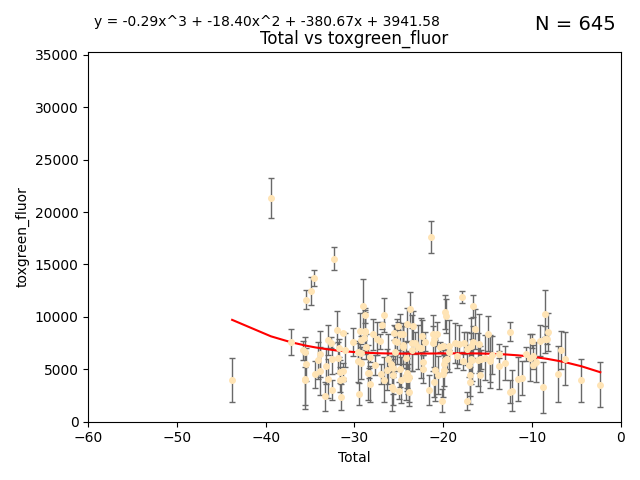 y = -0.29x^3 + -18.40x^2 + -380.67x + 3941.58
N = 645
Total vs toxgreen_fluor
35000
30000
25000
20000
15000
10000
5000
0
toxgreen_fluor
−60 −50 −40 −30 −20 −10 0
Total